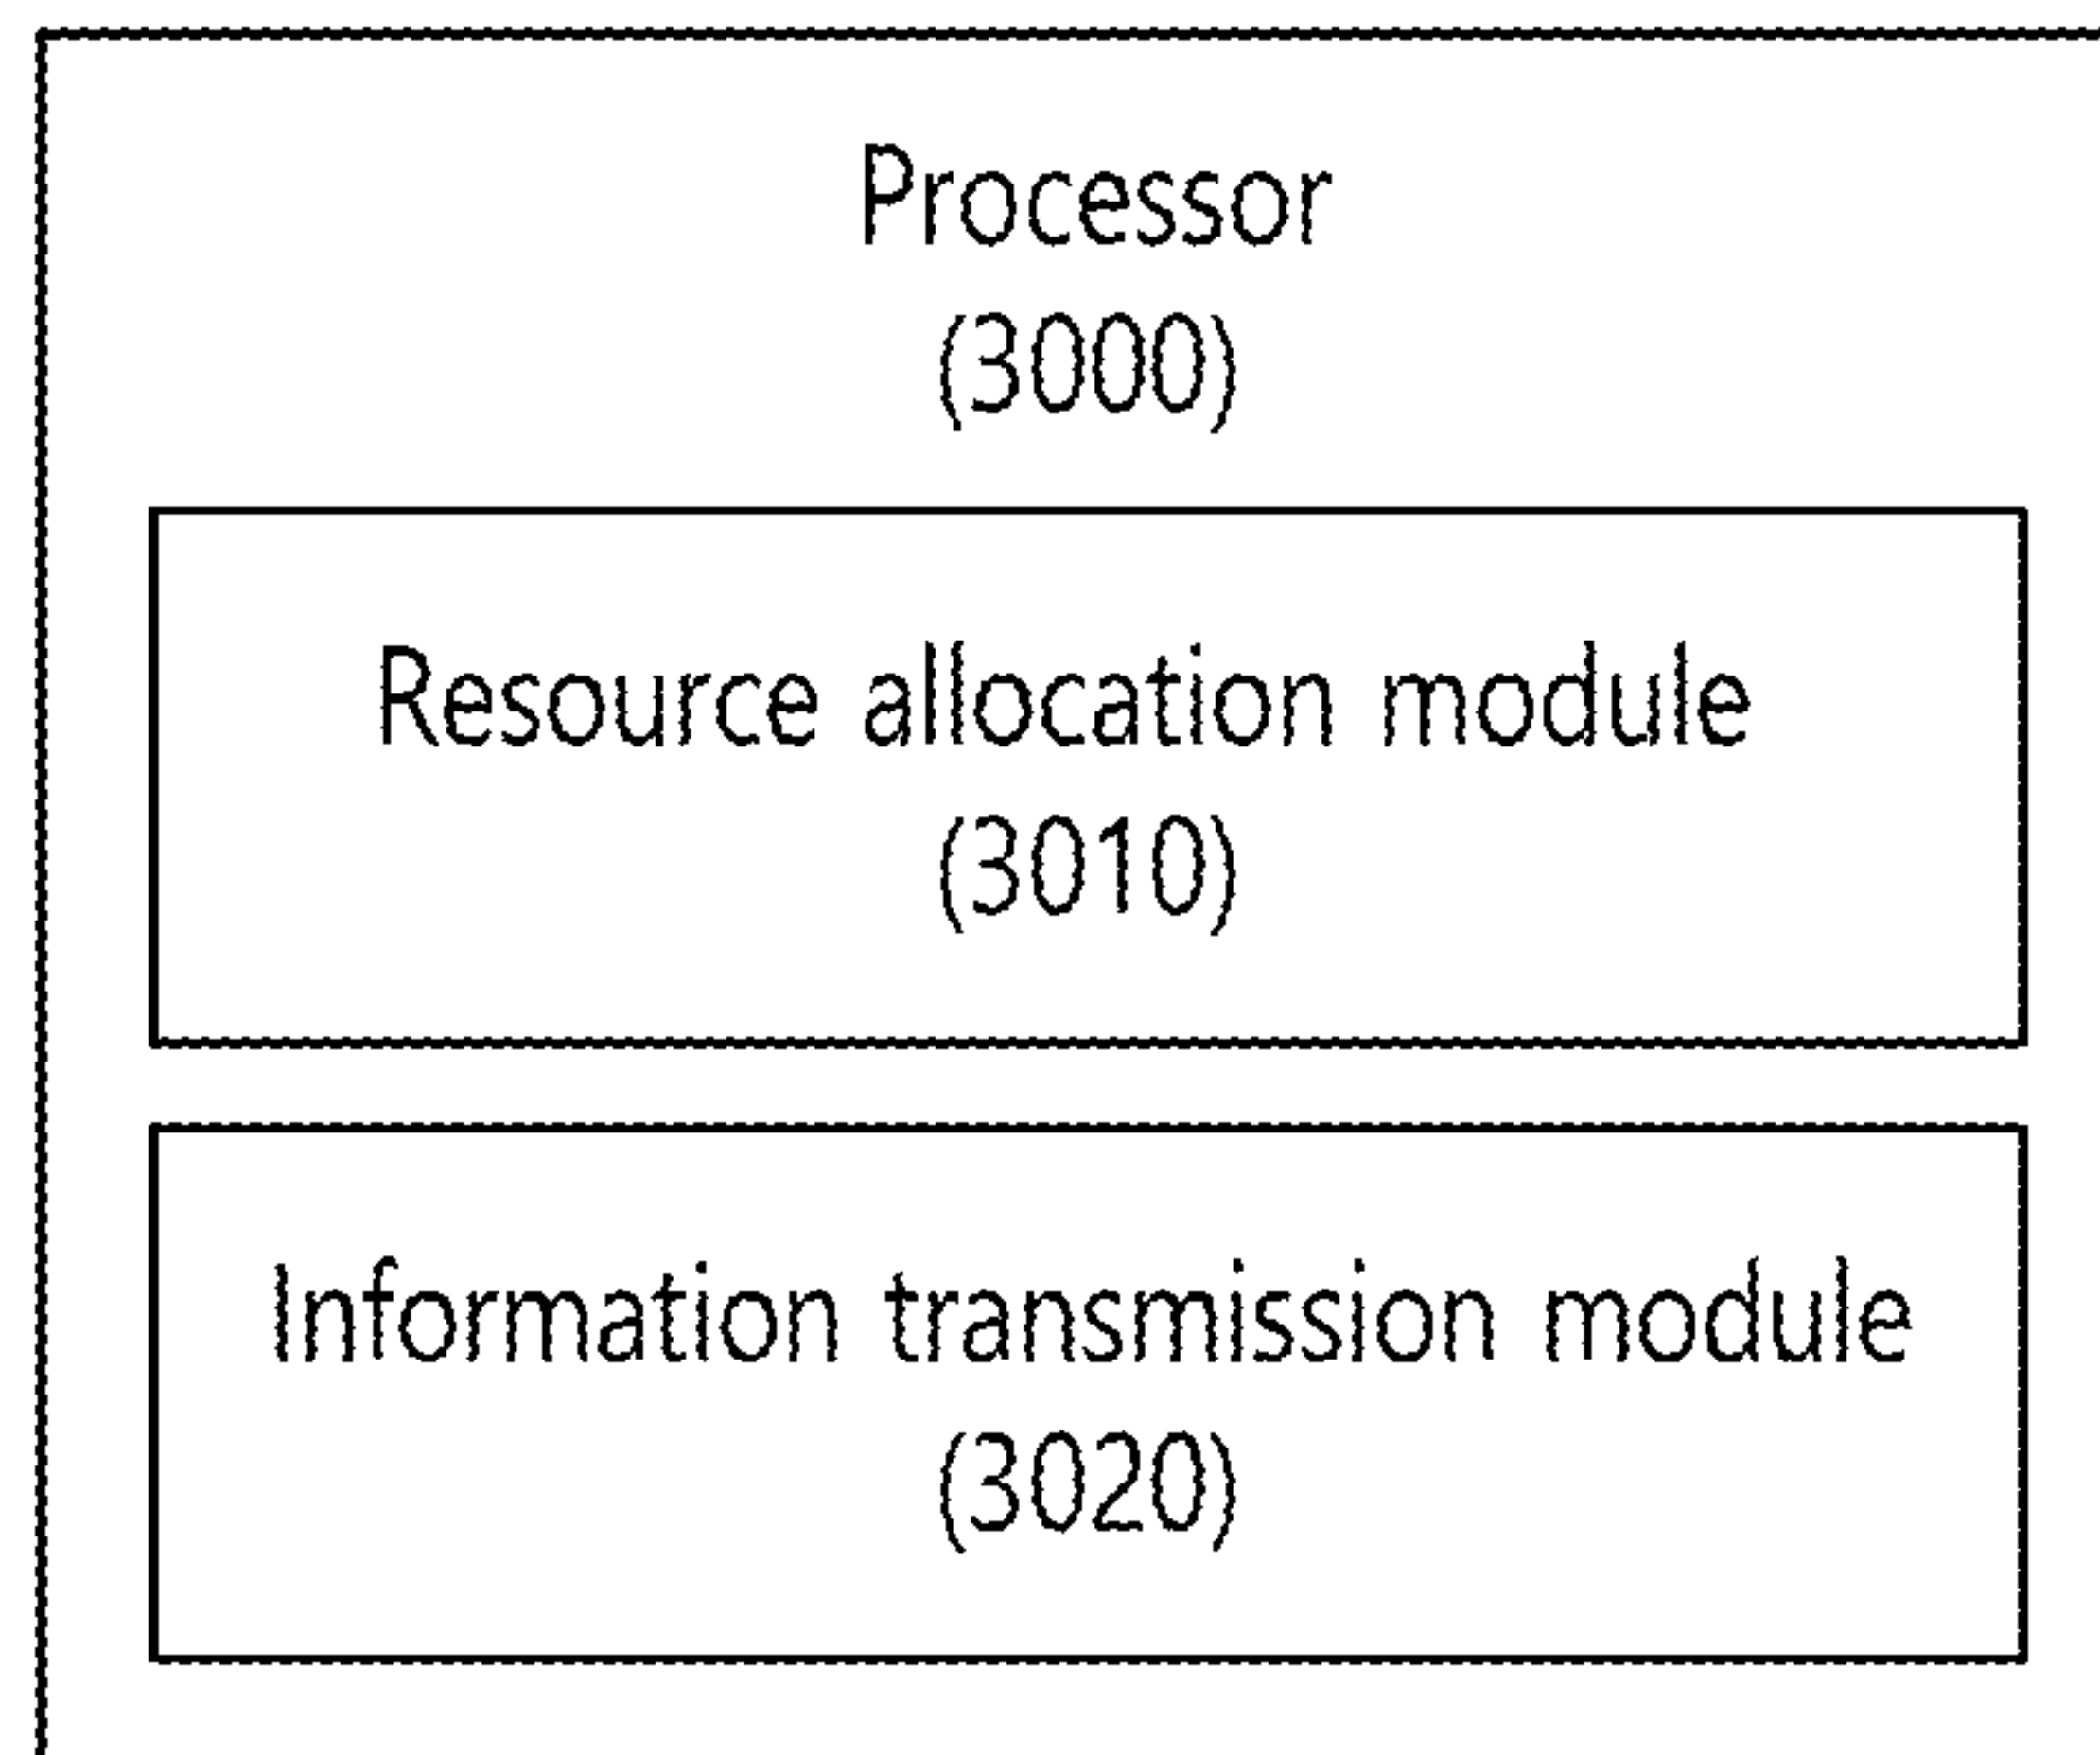 Processor
(3000)
Resource allocation module
(3010)
Information transmission module
(3020)